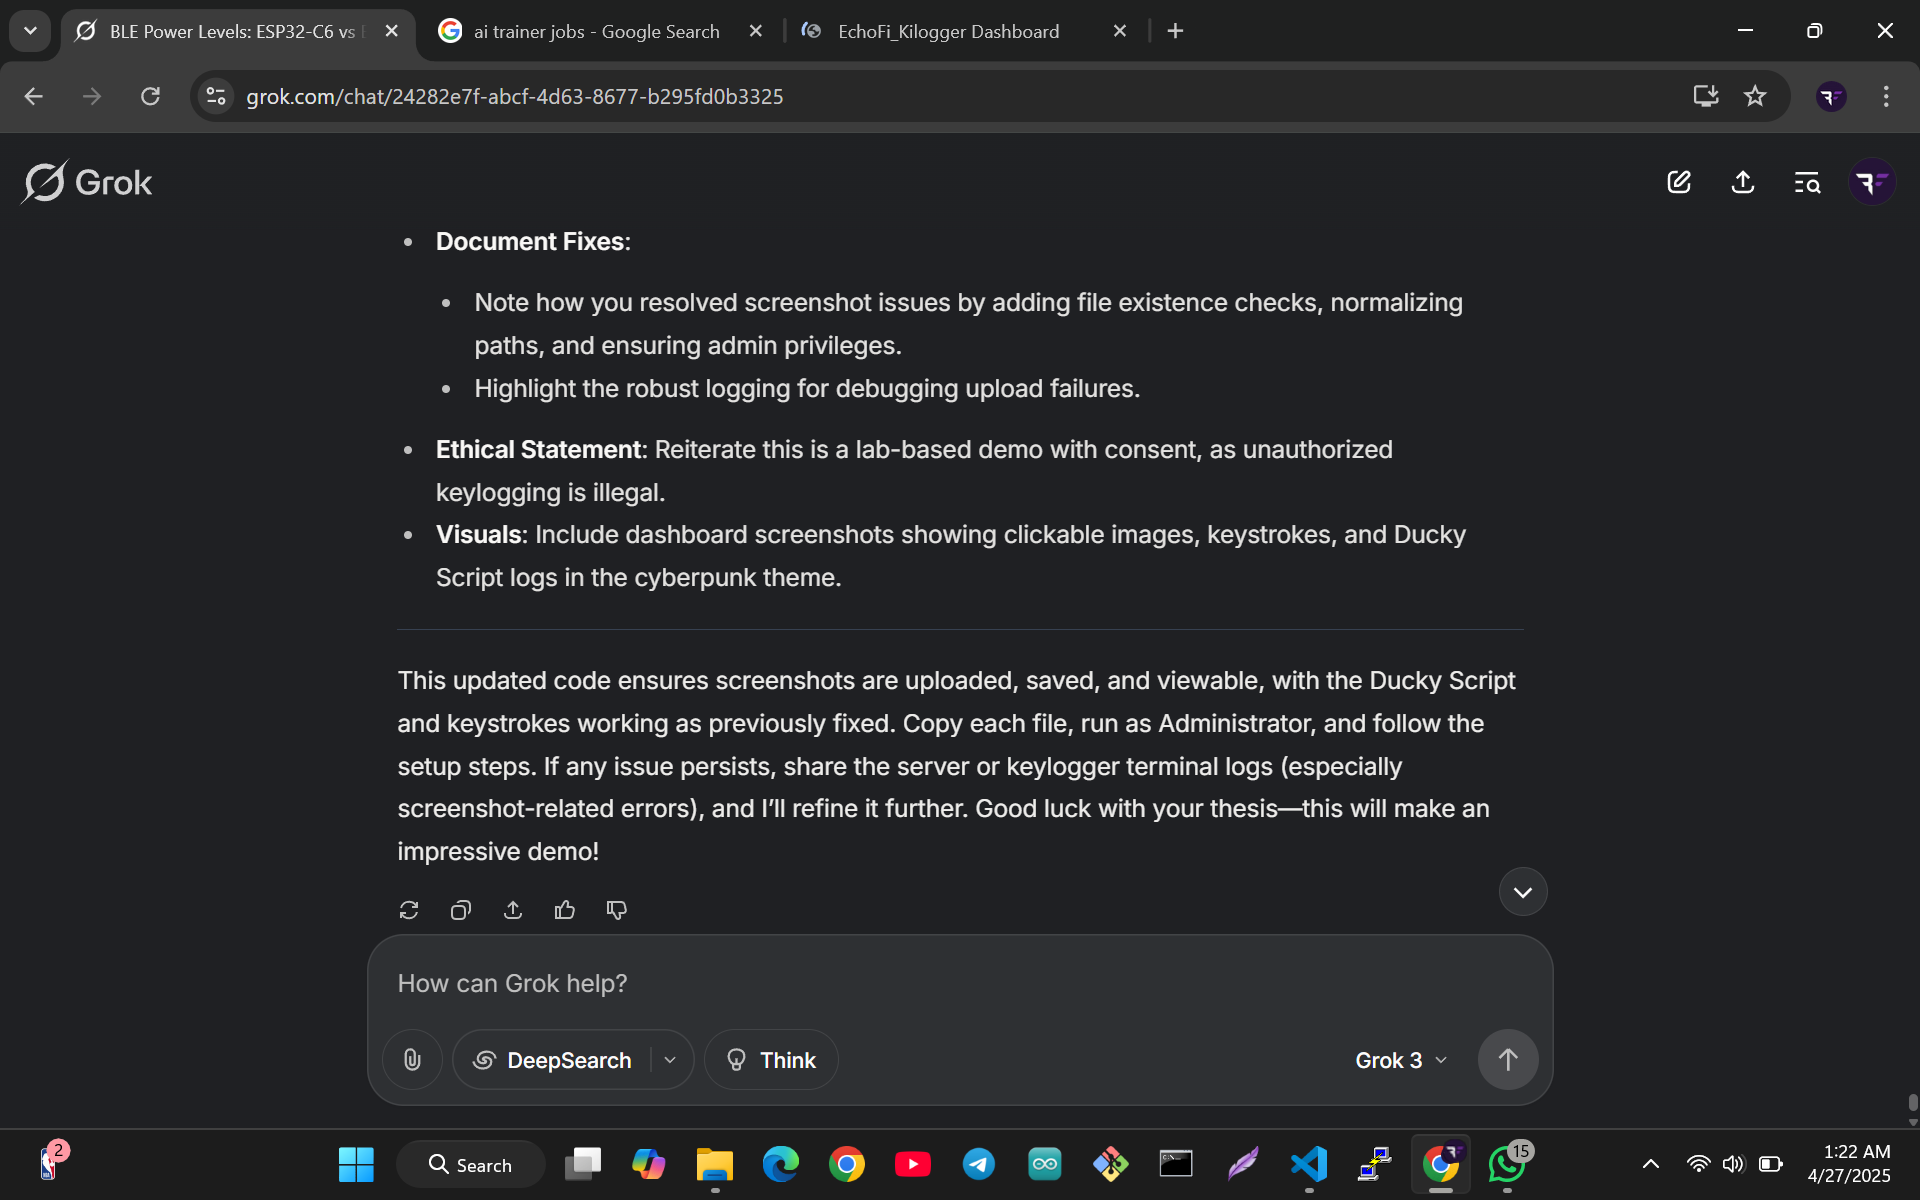 BLE Power Levels: ESP32-C6 vs
ai trainer jobs - Google Search
EchoFi_Kilogger Dashboard
grok.com/chat/24282e7f-abcf-4d63-8677-b295fd0b3325
Grok
Document Fixes:
Note how you resolved screenshot issues by adding file existence checks, normalizing
paths, and ensuring admin privileges.
Highlight the robust logging for debugging upload failures.
Ethical Statement: Reiterate this is a lab-based demo with consent, as unauthorized
keylogging is illegal.
Visuals: Include dashboard screenshots showing clickable images, keystrokes, and Ducky
Script logs in the cyberpunk theme.
This updated code ensures screenshots are uploaded, saved, and viewable, with the Ducky Script
and keystrokes working as previously fixed. Copy each file, run as Administrator, and follow the
setup steps. If any issue persists, share the server or keylogger terminal logs (especially
screenshot-related errors), and I’ll refine it further. Good luck with your thesis—this will make an
impressive demo!
How can Grok help?
DeepSearch
Think
Grok 3
2
Search
15
1:22 AM
4/27/2025